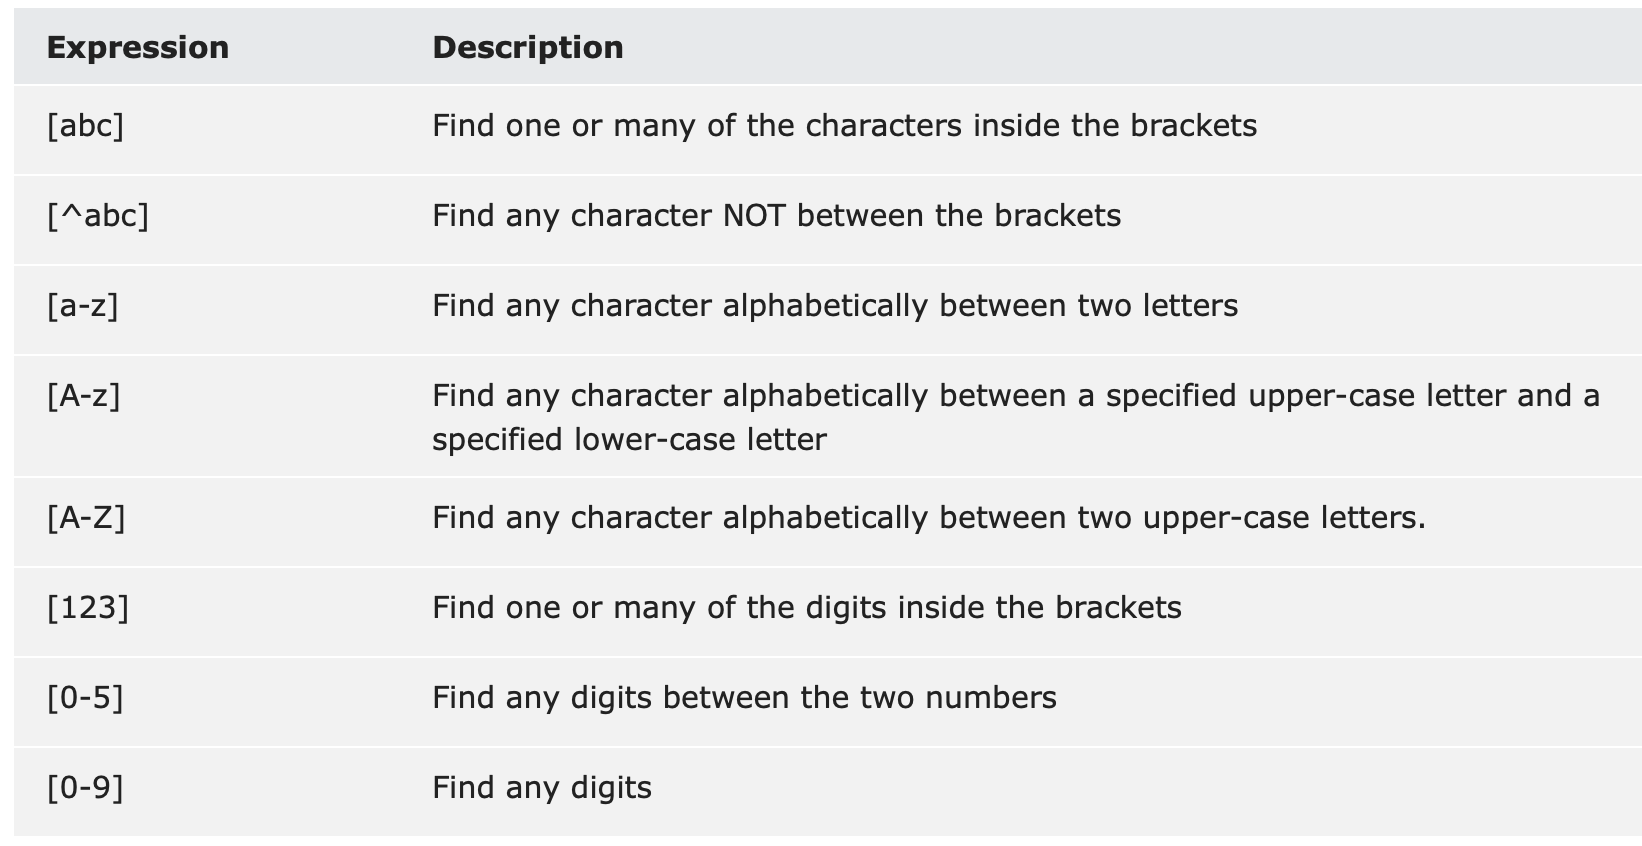 Expression Description
[abc] Find one or many of the characters inside the brackets
[^abc] Find any character NOT between the brackets
[a-z] Find any character alphabetically between two letters
[A-z] Find any character alphabetically between a specified upper-case letter and a
specified lower-case letter
[A-Z] Find any character alphabetically between two upper-case letters.
[123] Find one or many of the digits inside the brackets
[0-5] Find any digits between the two numbers
[0-9] Find any digits